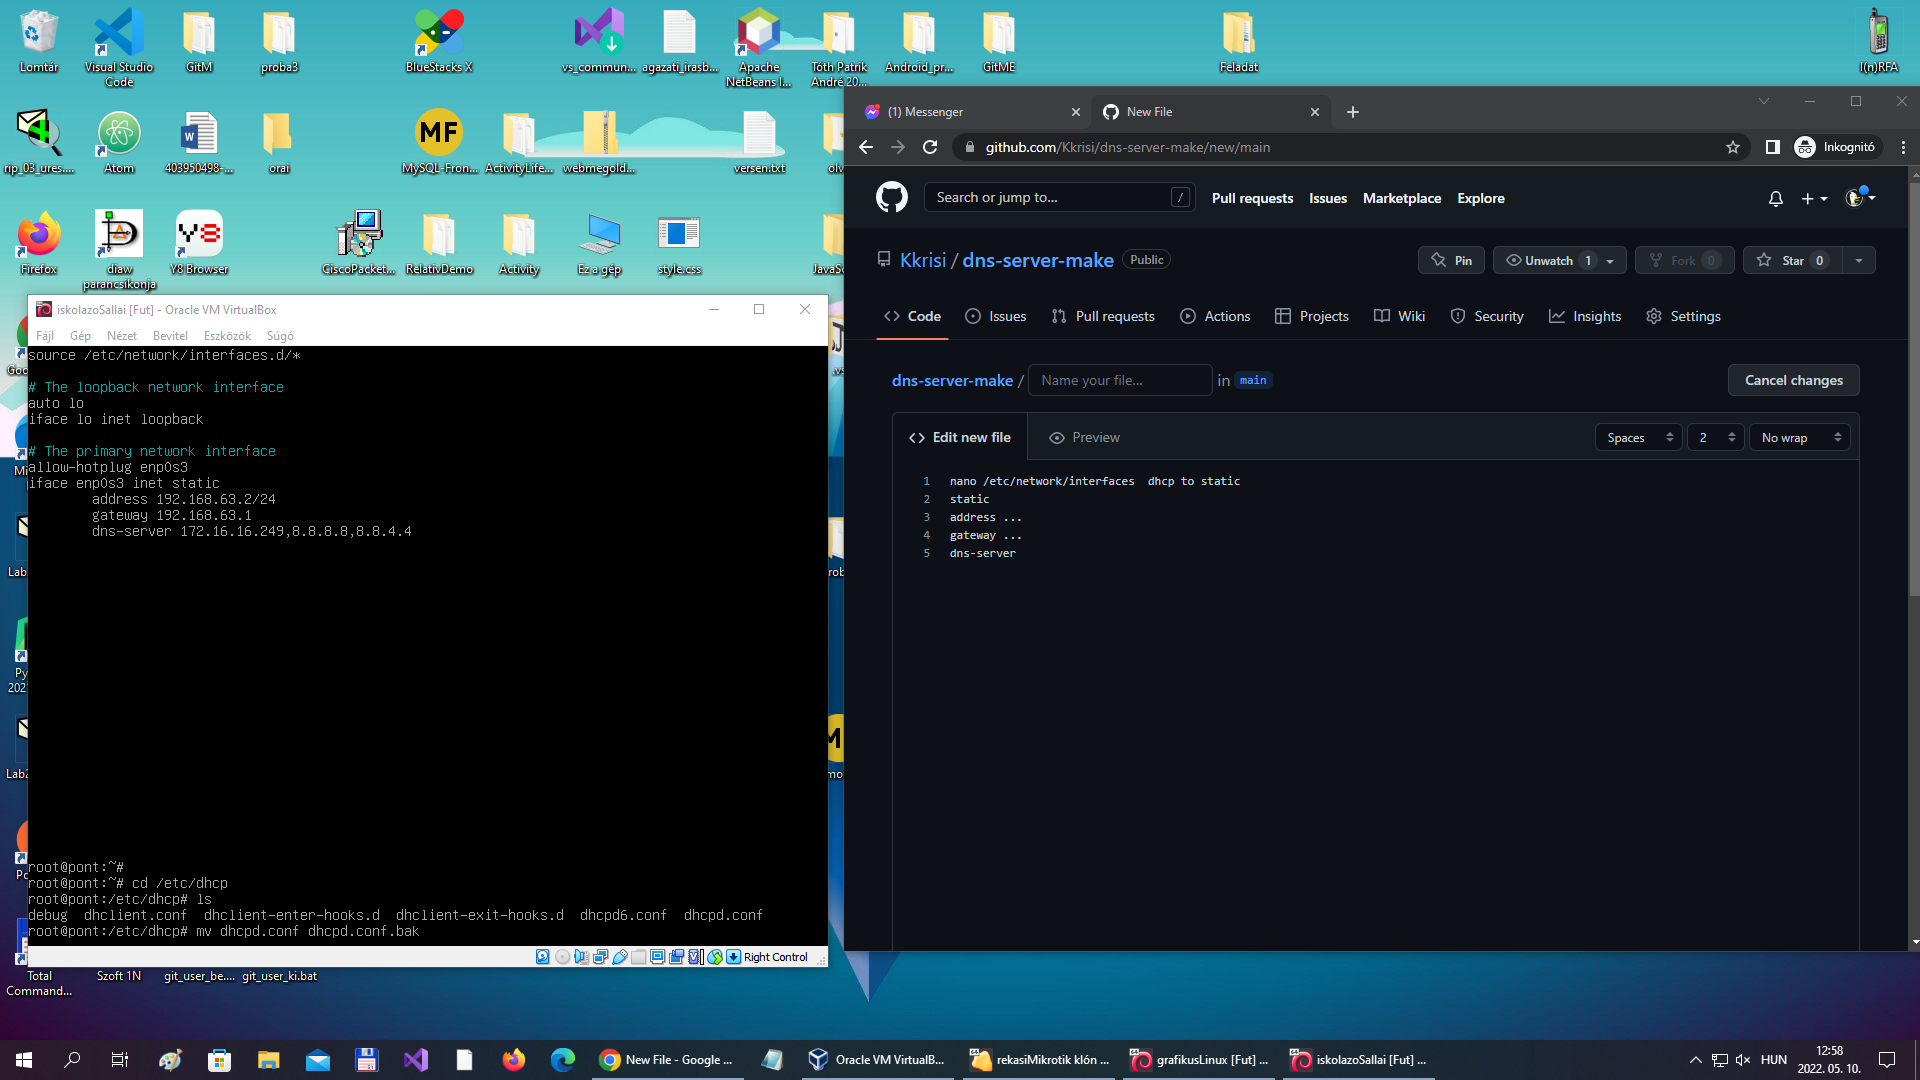 Lomtár
Visual Studio Code
GitM
proba3
BlueStacks X
vs_commun...
agazati_irasb...
Apache NetBeans I...
Tóth Patrik André 20...
Android_pr...
GitME
Feladat
I(n)RFA
rip_03_ures....
Atom
403950498-...
orai
MySQL-Fron...
ActivityLife...
webmegold...
versen.txt
Firefox
diaw parancsikonja
Y8 Browser
CiscoPacket...
RelativDemo
Activity
Ez a gép
style.css
iskolazoSallai [Fut] - Oracle VM VirtualBox
Fájl Gép Nézet Bevitel Eszközök Súgó
source /etc/network/interfaces.d/*
# The loopback network interface
auto lo
iface lo inet loopback
# The primary network interface
allow-hotplug enp0s3
iface enp0s3 inet static
address 192.168.63.2/24
gateway 192.168.63.1
dns-server 172.16.16.249,8.8.8.8,8.8.4.4
root@pont:~#
root@pont:~# cd /etc/dhcp
root@pont:/etc/dhcp# ls
debug dhclient.conf dhclient-enter-hooks.d dhclient-exit-hooks.d dhcpd6.conf dhcpd.conf
root@pont:/etc/dhcp# mv dhcpd.conf dhcpd.conf.bak
Right Control
Total Command...
Szoft 1N
git_user_be....
git_user_ki.bat
(1) Messenger
New File
github.com/Kkrisi/dns-server-make/new/main
Inkognitó
Search or jump to...
/
Pull requests Issues Marketplace Explore
Kkrisi / dns-server-make Public
Pin
Unwatch 1
Fork 0
Star 0
Code Issues Pull requests Actions Projects Wiki Security Insights Settings
dns-server-make / Name your file... in main
Cancel changes
Edit new file Preview
Spaces 2 No wrap
1 nano /etc/network/interfaces dhcp to static
2 static
3 address ...
4 gateway ...
5 dns-server
New File - Google ...
Oracle VM VirtualB...
rekasiMikrotik klón ...
grafikusLinux [Fut] ...
iskolazoSallai [Fut] ...
HUN
12:58
2022. 05. 10.